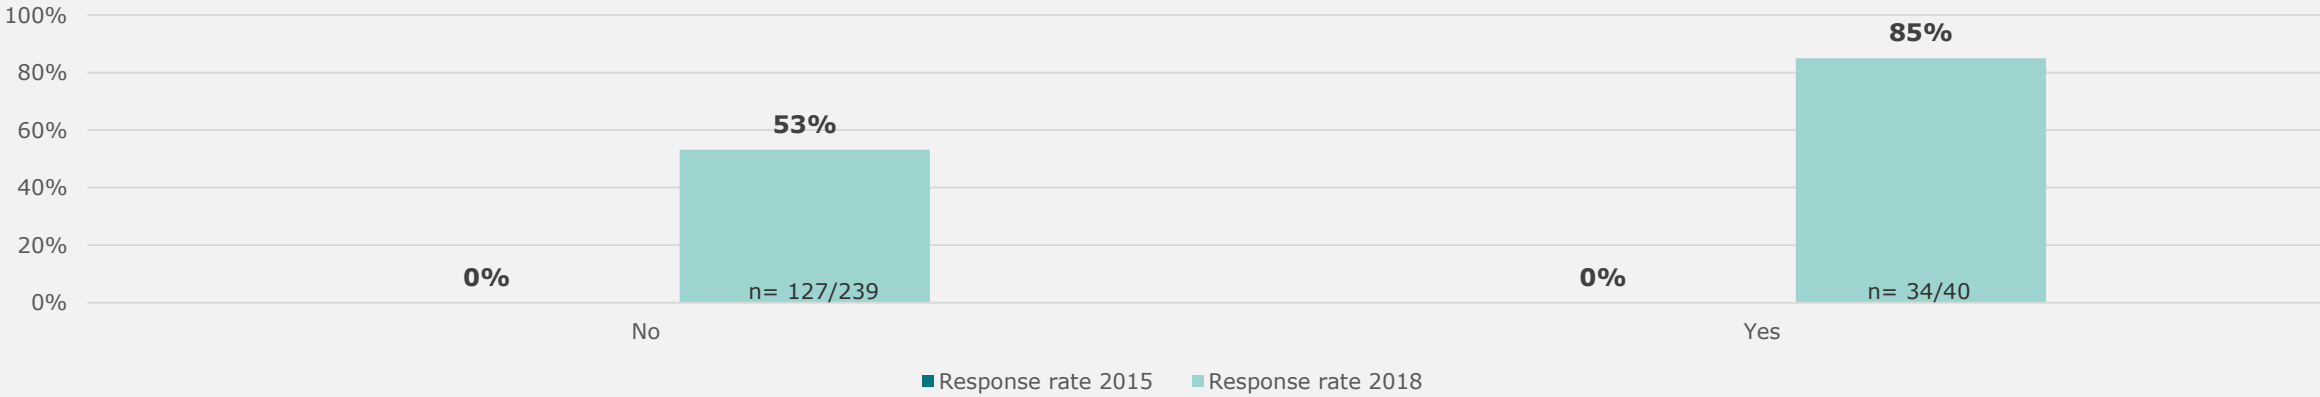 100%
85%
80%
60%
53%
40%
20%
0%
0%
n= 127/239
n= 34/40
0%
No
Yes
Response rate 2015
Response rate 2018